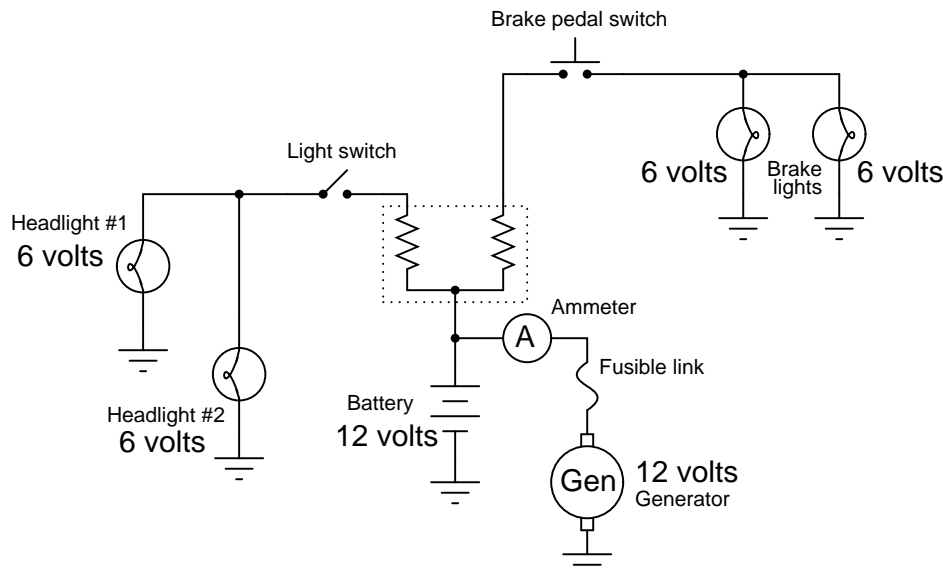 Brake pedal switch
Light switch
6 volts
Brake
lights
6 volts
Headlight #1
6 volts
Ammeter
A
Fusible link
Headlight #2
6 volts
Battery
12 volts
Gen
12 volts
Generator